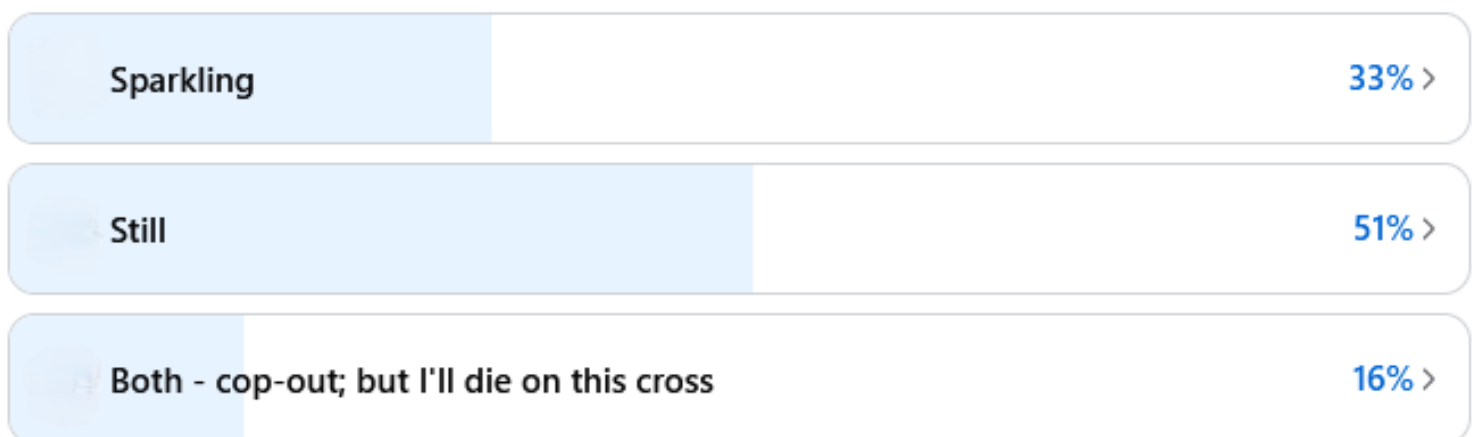 Sparkling 33%
Still 51%
Both - cop-out; but I'll die on this cross 16%